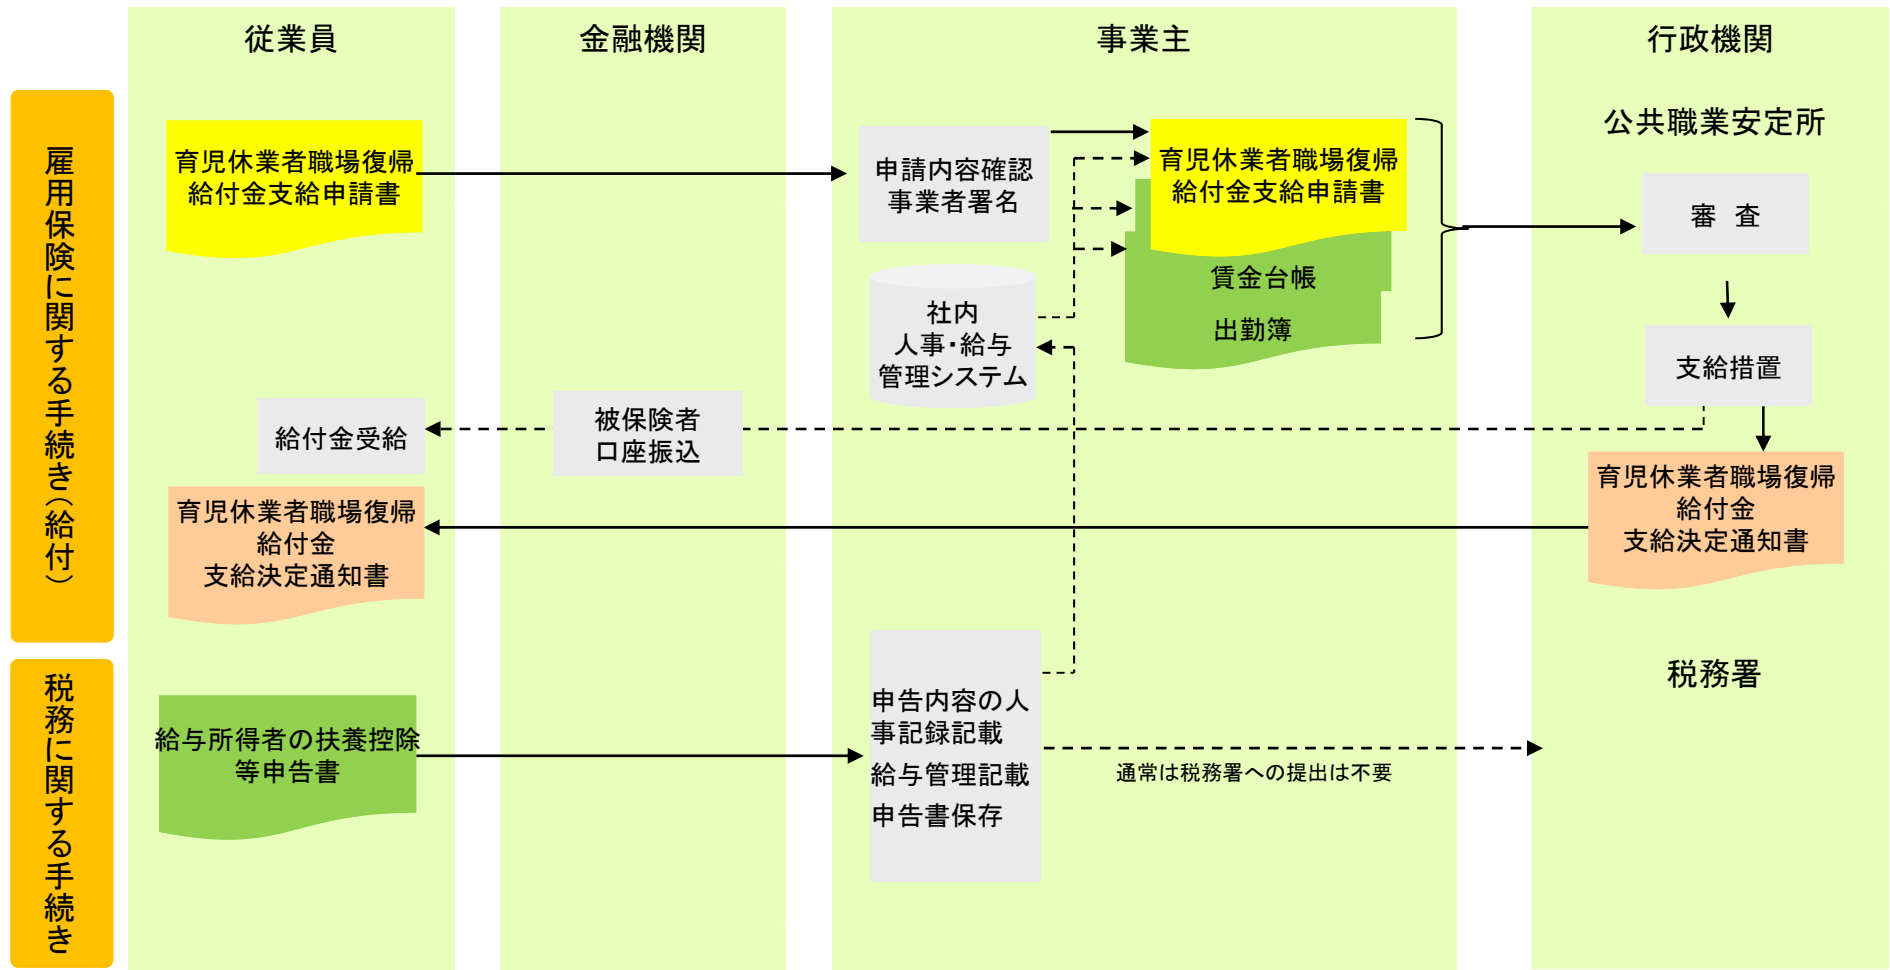 従業員
金融機関
事業主
行政機関
雇用保険に関する手続き（給付）
公共職業安定所
育児休業者職場復帰
給付金支給申請書
申請内容確認
事業者署名
育児休業者職場復帰
給付金支給申請書
賃金台帳
出勤簿
審　査
社内
人事・給与
管理システム
支給措置
給付金受給
被保険者
口座振込
育児休業者職場復帰
給付金
支給決定通知書
育児休業者職場復帰
給付金
支給決定通知書
税務に関する手続き
税務署
給与所得者の扶養控除
等申告書
申告内容の人
事記録記載
給与管理記載
申告書保存
通常は税務署への提出は不要